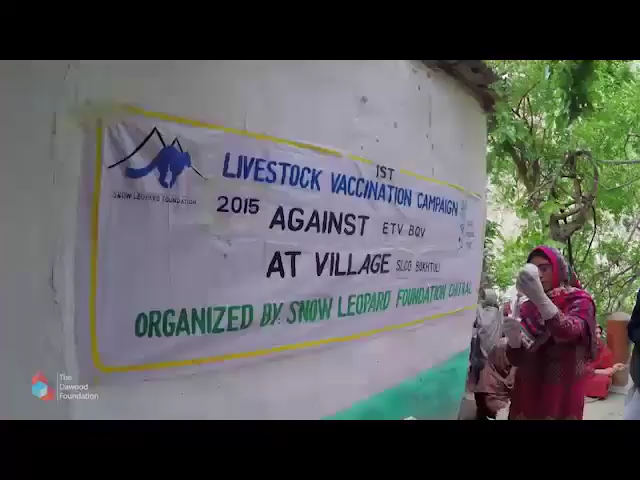 SNOW LEOPARD FOUNDATION
1ST
LIVESTOCK VACCINATION CAMPAIGN
2015 AGAINST ETV BQV
AT VILLAGE
ORGANIZED BY: SNOW LEOPARD FOUNDATION CHITRAL
The
Dawood
Foundation